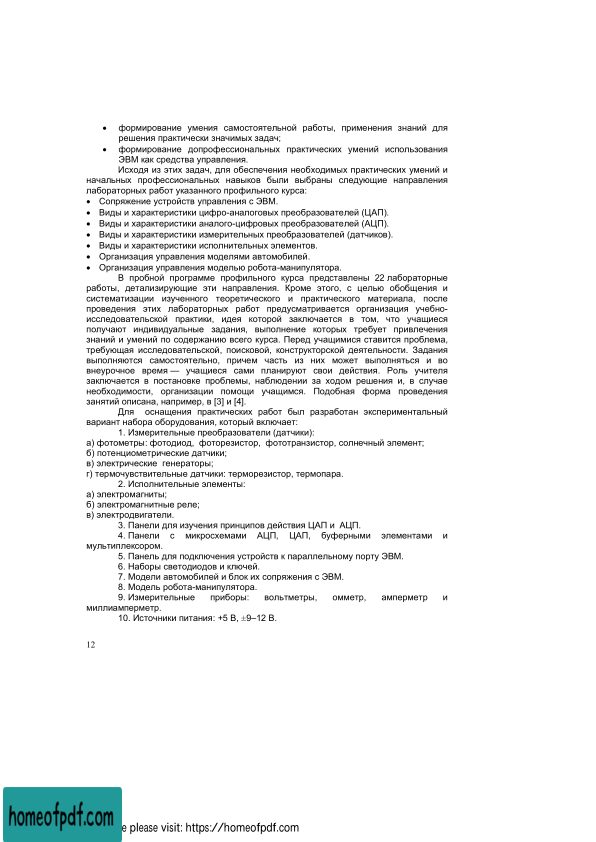 • формирование умения самостоятельной работы, применения знаний для
решения практически значимых задач;
• формирование допрофессиональных практических умений использования
ЭВМ как средства управления.
Исходя из этих задач, для обеспечения необходимых практических умений и
начальных профессиональных навыков были выбраны следующие направления
лабораторных работ указанного профильного курса:
• Сопряжение устройств управления с ЭВМ.
• Виды и характеристики цифро-аналоговых преобразователей (ЦАП).
• Виды и характеристики аналого-цифровых преобразователей (АЦП).
• Виды и характеристики измерительных преобразователей (датчиков).
• Виды и характеристики исполнительных элементов.
• Организация управления моделями автомобилей.
• Организация управления моделью робота-манипулятора.
В пробной программе профильного курса представлены 22 лабораторные
работы, детализирующие эти направления. Кроме этого, с целью обобщения и
систематизации изученного теоретического и практического материала, после
проведения этих лабораторных работ предусматривается организация учебно-
исследовательской практики, идея которой заключается в том, что учащиеся
получают индивидуальные задания, выполнение которых требует привлечения
знаний и умений по содержанию всего курса. Перед учащимися ставится проблема,
требующая исследовательской, поисковой, конструкторской деятельности. Задания
выполняются самостоятельно, причем часть из них может выполняться и во
внеурочное время — учащиеся сами планируют свои действия. Роль учителя
заключается в постановке проблемы, наблюдении за ходом решения и, в случае
необходимости, организации помощи учащимся. Подобная форма проведения
занятий описана, например, в [3] и [4].
Для оснащения практических работ был разработан экспериментальный
вариант набора оборудования, который включает:
1. Измерительные преобразователи (датчики):
а) фотометры: фотодиод, фоторезистор, фототранзистор, солнечный элемент;
б) потенциометрические датчики;
в) электрические генераторы;
г) термочувствительные датчики: терморезистор, термопара.
2. Исполнительные элементы:
а) электромагниты;
б) электромагнитные реле;
в) электродвигатели.
3. Панели для изучения принципов действия ЦАП и АЦП.
4. Панели с микросхемами АЦП, ЦАП, буферными элементами и
мультиплексором.
5. Панель для подключения устройств к параллельному порту ЭВМ.
6. Наборы светодиодов и ключей.
7. Модели автомобилей и блок их сопряжения с ЭВМ.
8. Модель робота-манипулятора.
9. Измерительные приборы: вольтметры, омметр, амперметр и
миллиамперметр.
10. Источники питания: +5 В, ±9–12 В.
12
homeofpdf.com
please visit: https://homeofpdf.com